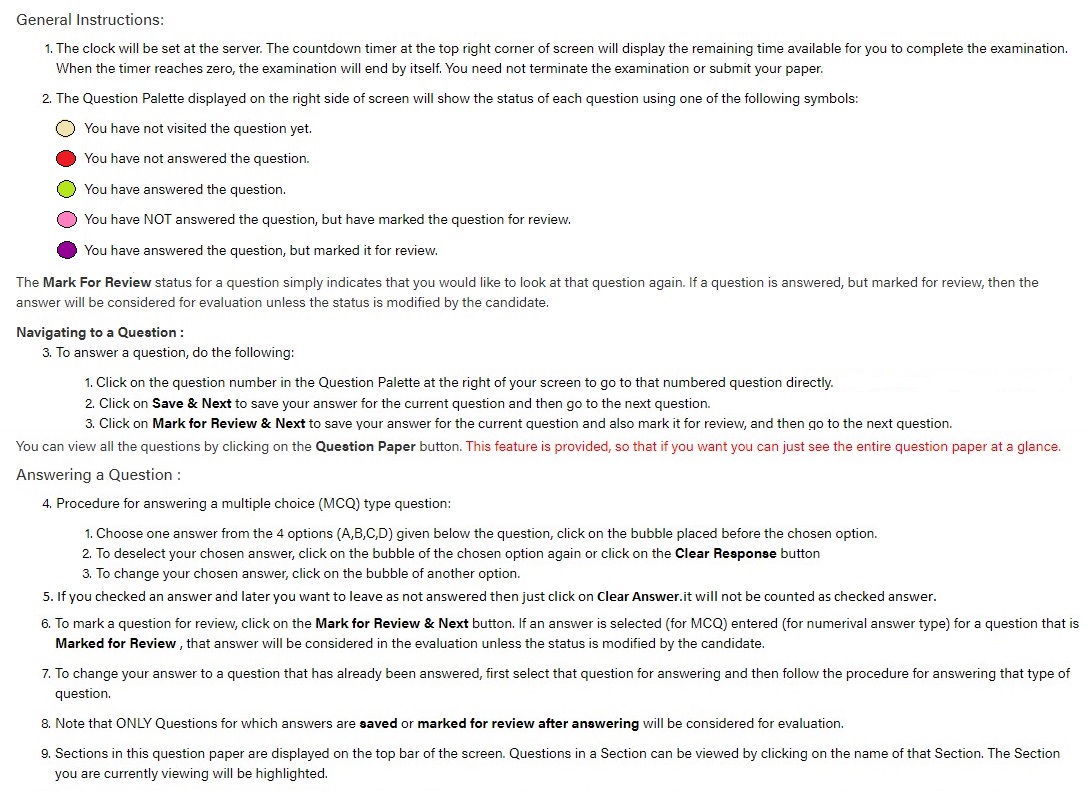 General Instructions:
1. The clock will be set at the server. The countdown timer at the top right corner of screen will display the remaining time available for you to complete the examination.
When the timer reaches zero, the examination will end by itself. You need not terminate the examination or submit your paper.
2. The Question Palette displayed on the right side of screen will show the status of each question using one of the following symbols:
You have not visited the question yet.
You have not answered the question.
You have answered the question.
You have NOT answered the question, but have marked the question for review.
You have answered the question, but marked it for review.
The Mark For Review status for a question simply indicates that you would like to look at that question again. If a question is answered, but marked for review, then the
answer will be considered for evaluation unless the status is modified by the candidate.
Navigating to a Question :
3. To answer a question, do the following:
1. Click on the question number in the Question Palette at the right of your screen to go to that numbered question directly.
2. Click on Save & Next to save your answer for the current question and then go to the next question.
3. Click on Mark for Review & Next to save your answer for the current question and also mark it for review, and then go to the next question.
You can view all the questions by clicking on the Question Paper button. This feature is provided, so that if you want you can just see the entire question paper at a glance.
Answering a Question :
4. Procedure for answering a multiple choice (MCQ) type question:
1. Choose one answer from the 4 options (A,B,C,D) given below the question, click on the bubble placed before the chosen option.
2. To deselect your chosen answer, click on the bubble of the chosen option again or click on the Clear Response button
3. To change your chosen answer, click on the bubble of another option.
5. If you checked an answer and later you want to leave as not answered then just click on Clear Answer.it will not be counted as checked answer.
6. To mark a question for review, click on the Mark for Review & Next button. If an answer is selected (for MCQ) entered (for numerival answer type) for a question that is
Marked for Review , that answer will be considered in the evaluation unless the status is modified by the candidate.
7. To change your answer to a question that has already been answered, first select that question for answering and then follow the procedure for answering that type of
question.
8. Note that ONLY Questions for which answers are saved or marked for review after answering will be considered for evaluation.
9. Sections in this question paper are displayed on the top bar of the screen. Questions in a Section can be viewed by clicking on the name of that Section. The Section
you are currently viewing will be highlighted.